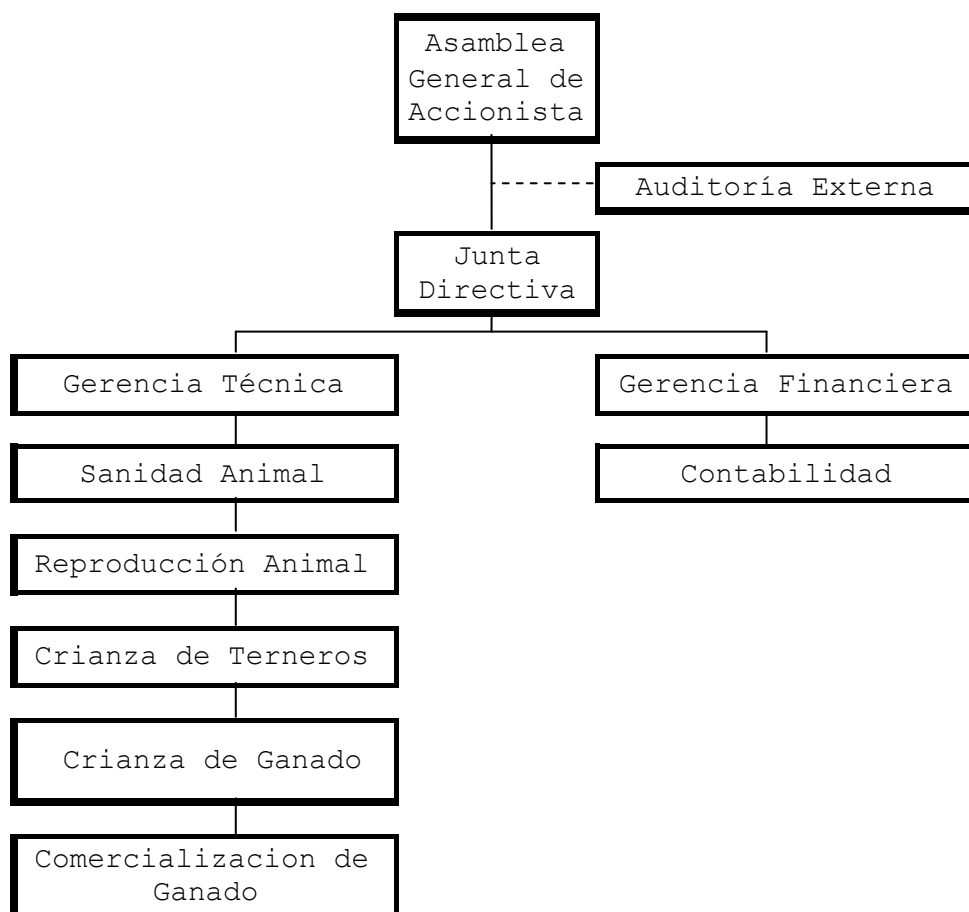 Asamblea
General de
Accionista
Auditoría Externa
Junta
Directiva
Gerencia Técnica
Gerencia Financiera
Sanidad Animal
Contabilidad
Reproducción Animal
Crianza de Terneros
Crianza de Ganado
Comercializacion de
Ganado